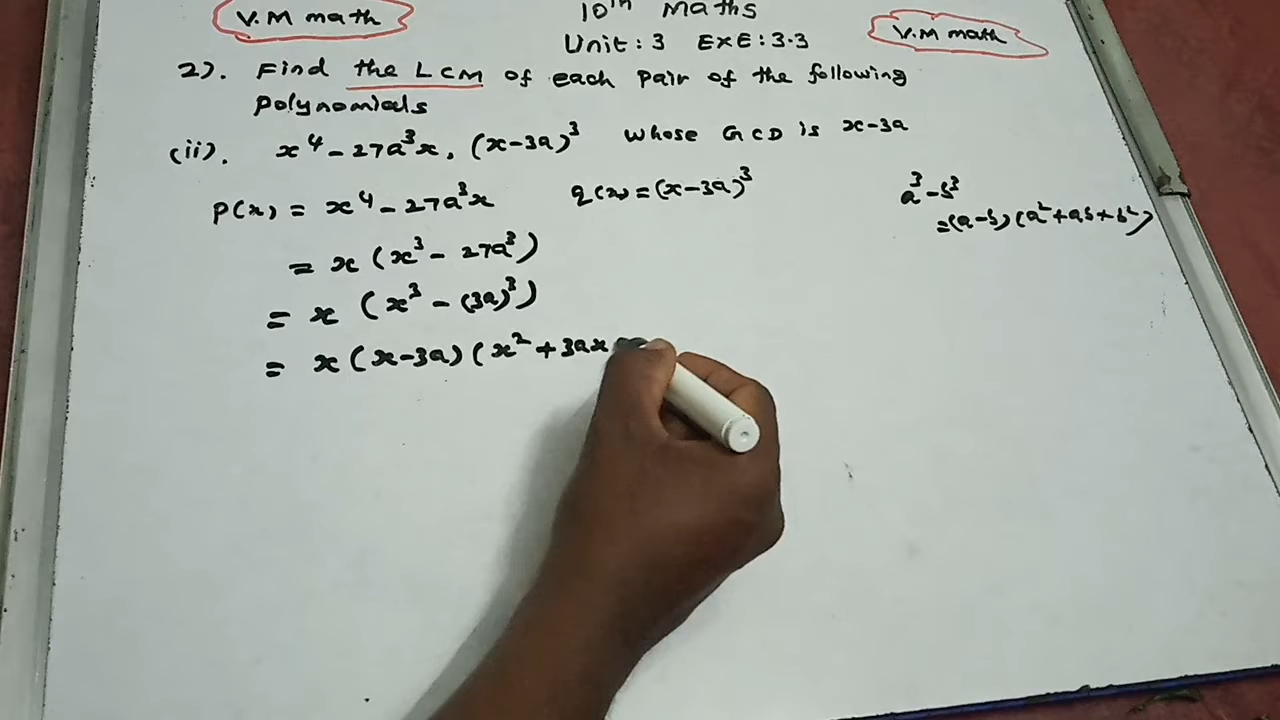 V.M math
10th Maths
V.M math
Unit : 3 EXE : 3.3
2). Find the LCM of each pair of the following
polynomials
(ii). x⁴ - 27a³x, (x-3a)³ whose GCD is x-3a
P(x) = x⁴ - 27a³x
q(x) = (x-3a)³
a³-b³
=(a-b)(a²+ab+b²)
= x (x³ - 27a³)
= x (x³ - (3a)³)
= x (x-3a) (x² + 3ax